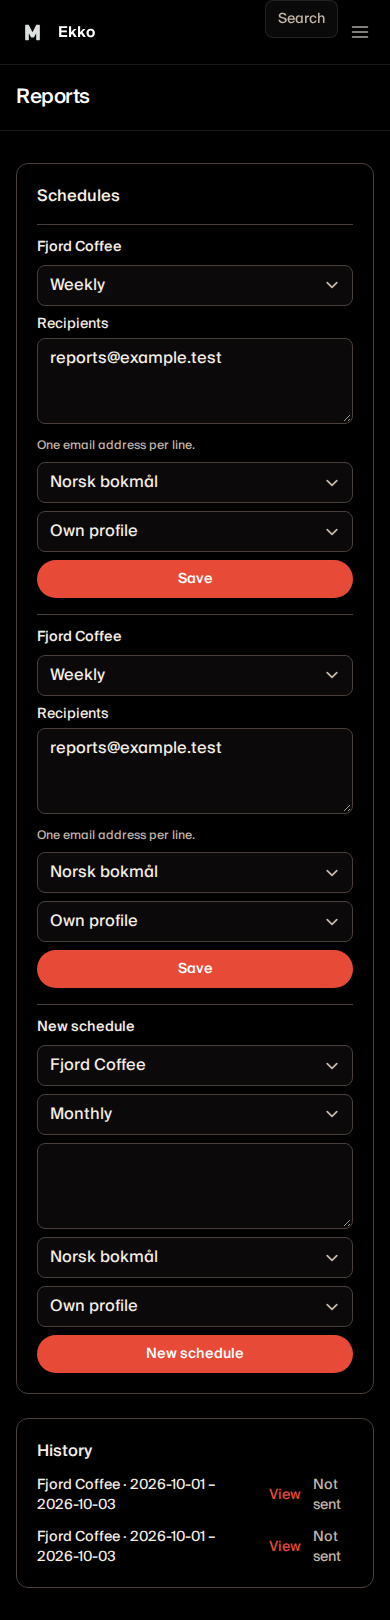 Ekko
Search
Reports
Schedules
Fjord Coffee
Weekly
Recipients
reports@example.test
One email address per line.
Norsk bokmål
Own profile
Save
Fjord Coffee
Weekly
Recipients
reports@example.test
One email address per line.
Norsk bokmål
Own profile
Save
New schedule
Fjord Coffee
Monthly
Norsk bokmål
Own profile
New schedule
History
Fjord Coffee · 2026-10-01 –
2026-10-03
View
Not
sent
Fjord Coffee · 2026-10-01 –
2026-10-03
View
Not
sent